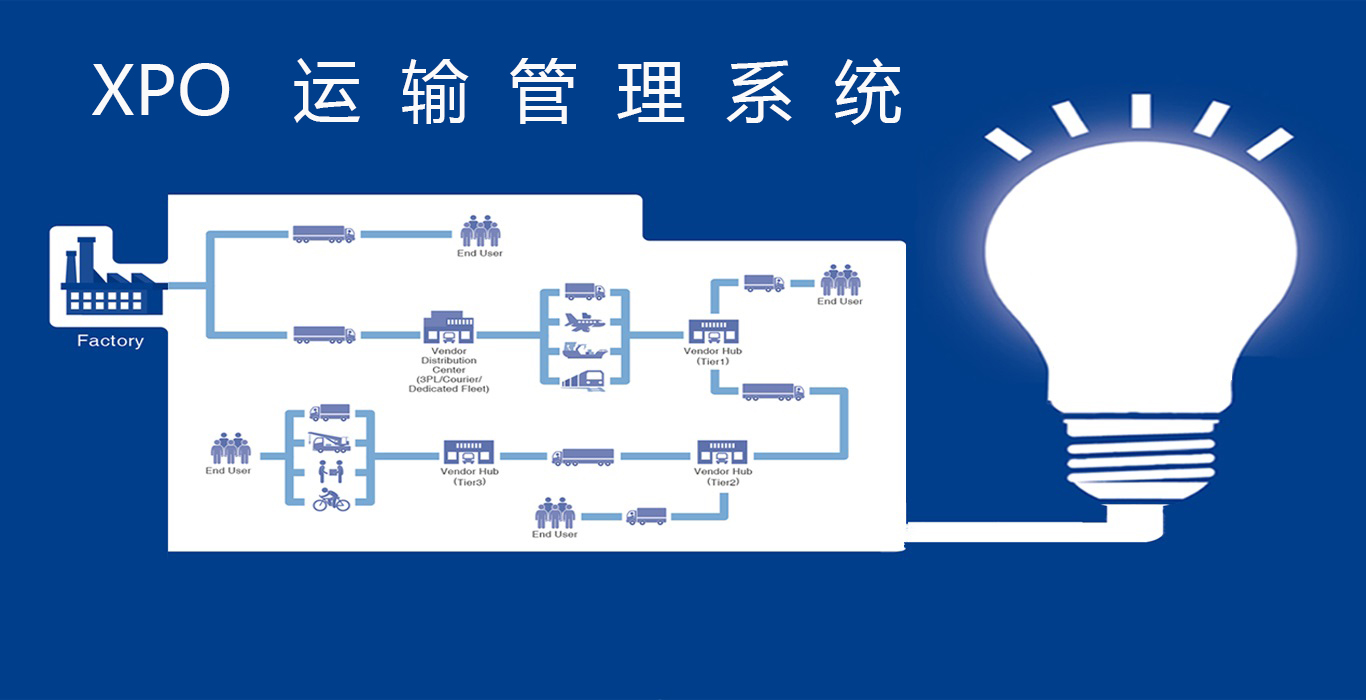 XPO 运输管理系统
End User
Factory
Vendor
Distribution
Center
(3PL/Courier/
Dedicated Fleet)
Vendor Hub
(Tier1)
End User
End User
Vendor Hub
(Tier3)
Vendor Hub
(Tier2)
End User